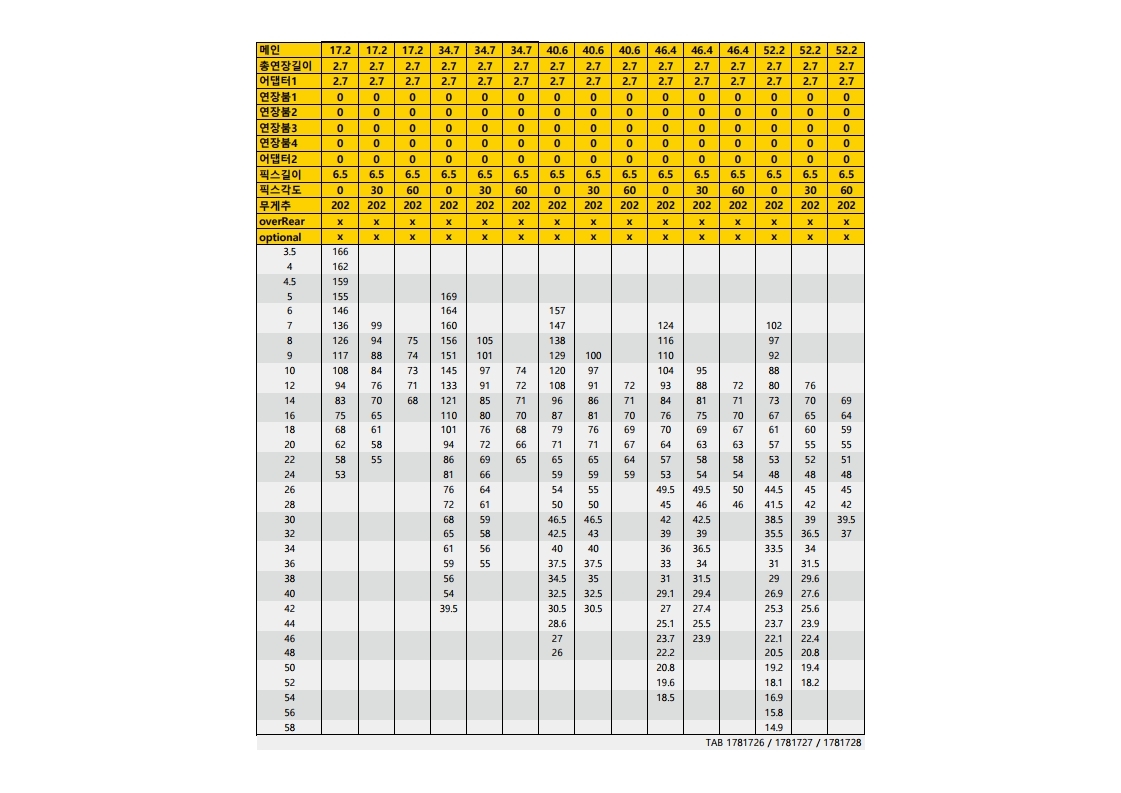 메인 17.2 17.2 17.2 34.7 34.7 34.7 40.6 40.6 40.6 46.4 46.4 46.4 52.2 52.2 52.2
총연장길이 2.7 2.7 2.7 2.7 2.7 2.7 2.7 2.7 2.7 2.7 2.7 2.7 2.7 2.7 2.7
어댑터1 2.7 2.7 2.7 2.7 2.7 2.7 2.7 2.7 2.7 2.7 2.7 2.7 2.7 2.7 2.7
연장붐1 0 0 0 0 0 0 0 0 0 0 0 0 0 0 0
연장붐2 0 0 0 0 0 0 0 0 0 0 0 0 0 0 0
연장붐3 0 0 0 0 0 0 0 0 0 0 0 0 0 0 0
연장붐4 0 0 0 0 0 0 0 0 0 0 0 0 0 0 0
어댑터2 0 0 0 0 0 0 0 0 0 0 0 0 0 0 0
픽스길이 6.5 6.5 6.5 6.5 6.5 6.5 6.5 6.5 6.5 6.5 6.5 6.5 6.5 6.5 6.5
픽스각도 0 30 60 0 30 60 0 30 60 0 30 60 0 30 60
무게추 202 202 202 202 202 202 202 202 202 202 202 202 202 202 202
overRear x x x x x x x x x x x x x x x
optional x x x x x x x x x x x x x x x
3.5 166
4 162
4.5 159
5 155 169
6 146 164 157
7 136 99 160 147 124 102
8 126 94 75 156 105 138 116 97
9 117 88 74 151 101 129 100 110 92
10 108 84 73 145 97 74 120 97 104 95 88
12 94 76 71 133 91 72 108 91 72 93 88 72 80 76
14 83 70 68 121 85 71 96 86 71 84 81 71 73 70 69
16 75 65 110 80 70 87 81 70 76 75 70 67 65 64
18 68 61 101 76 68 79 76 69 70 69 67 61 60 59
20 62 58 94 72 66 71 71 67 64 63 63 57 55 55
22 58 55 86 69 65 65 65 64 57 58 58 53 52 51
24 53 81 66 59 59 59 53 54 54 48 48 48
26 76 64 54 55 49.5 49.5 50 44.5 45 45
28 72 61 50 50 45 46 46 41.5 42 42
30 68 59 46.5 46.5 42 42.5 38.5 39 39.5
32 65 58 42.5 43 39 39 35.5 36.5 37
34 61 56 40 40 36 36.5 33.5 34
36 59 55 37.5 37.5 33 34 31 31.5
38 56 34.5 35 31 31.5 29 29.6
40 54 32.5 32.5 29.1 29.4 26.9 27.6
42 39.5 30.5 30.5 27 27.4 25.3 25.6
44 28.6 25.1 25.5 23.7 23.9
46 27 23.7 23.9 22.1 22.4
48 26 22.2 20.5 20.8
50 20.8 19.2 19.4
52 19.6 18.1 18.2
54 18.5 16.9
56 15.8
58 14.9
TAB 1781726 / 1781727 / 1781728